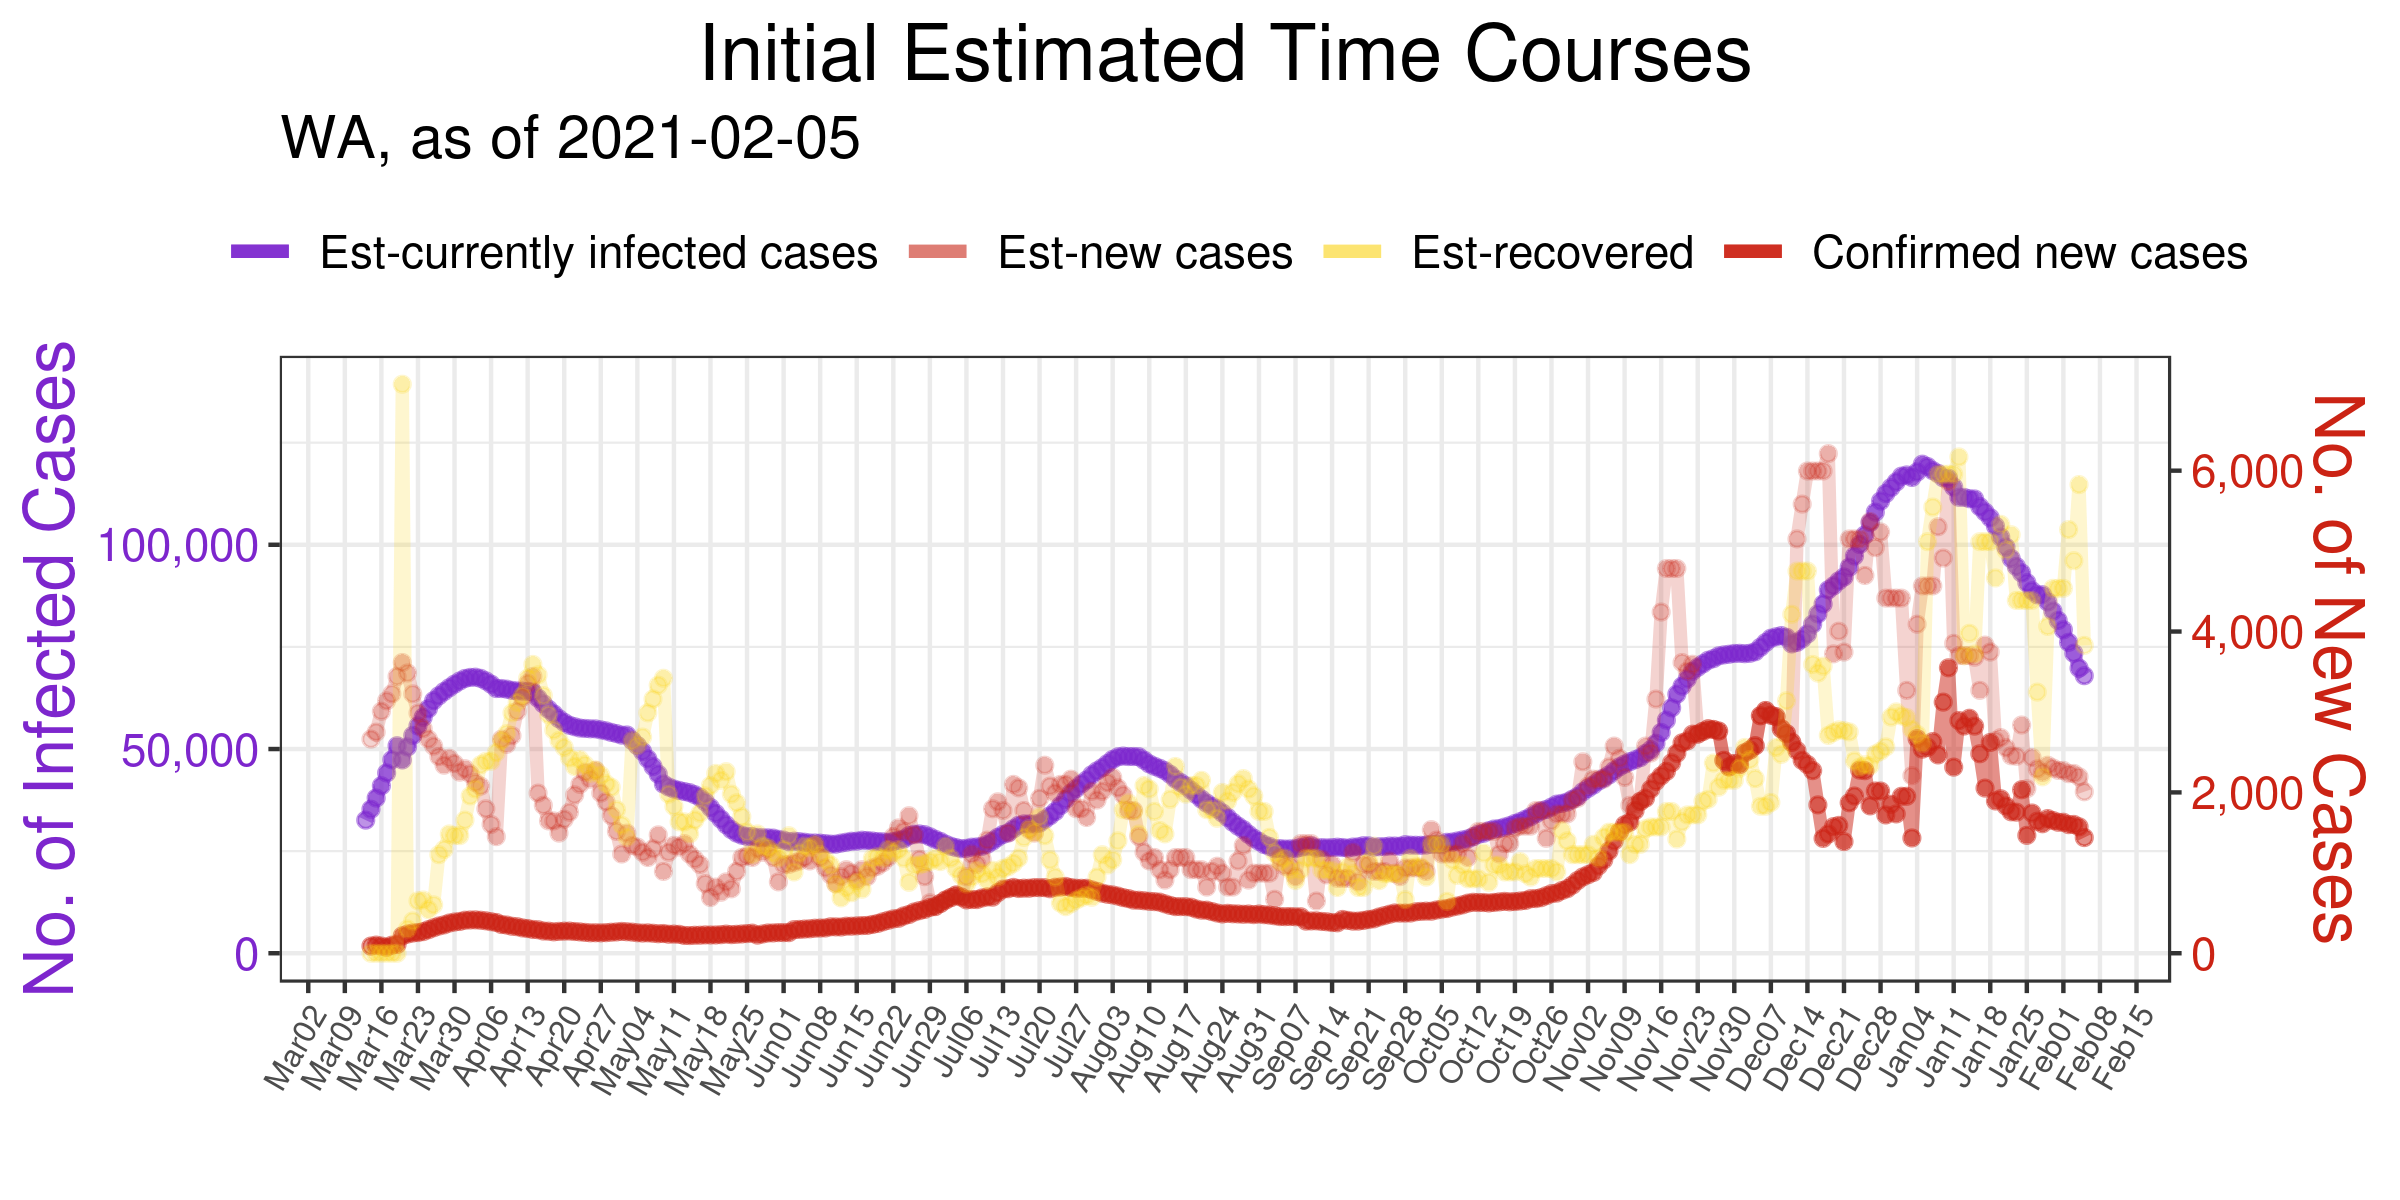 Initial Estimated Time Courses
WA, as of 2021-02-05
Est-currently infected cases Est-new cases Est-recovered Confirmed new cases
No. of Infected Cases
100,000
50,000
0
6,000
4,000
2,000
0
No. of New Cases
Mar02 Mar09 Mar16 Mar23 Mar30 Apr06 Apr13 Apr20 Apr27 May04 May11 May18 May25 Jun01 Jun08 Jun15 Jun22 Jun29 Jul06 Jul13 Jul20 Jul27 Aug03 Aug10 Aug17 Aug24 Aug31 Sep07 Sep14 Sep21 Sep28 Oct05 Oct12 Oct19 Oct26 Nov02 Nov09 Nov16 Nov23 Nov30 Dec07 Dec14 Dec21 Dec28 Jan04 Jan11 Jan18 Jan25 Feb01 Feb08 Feb15